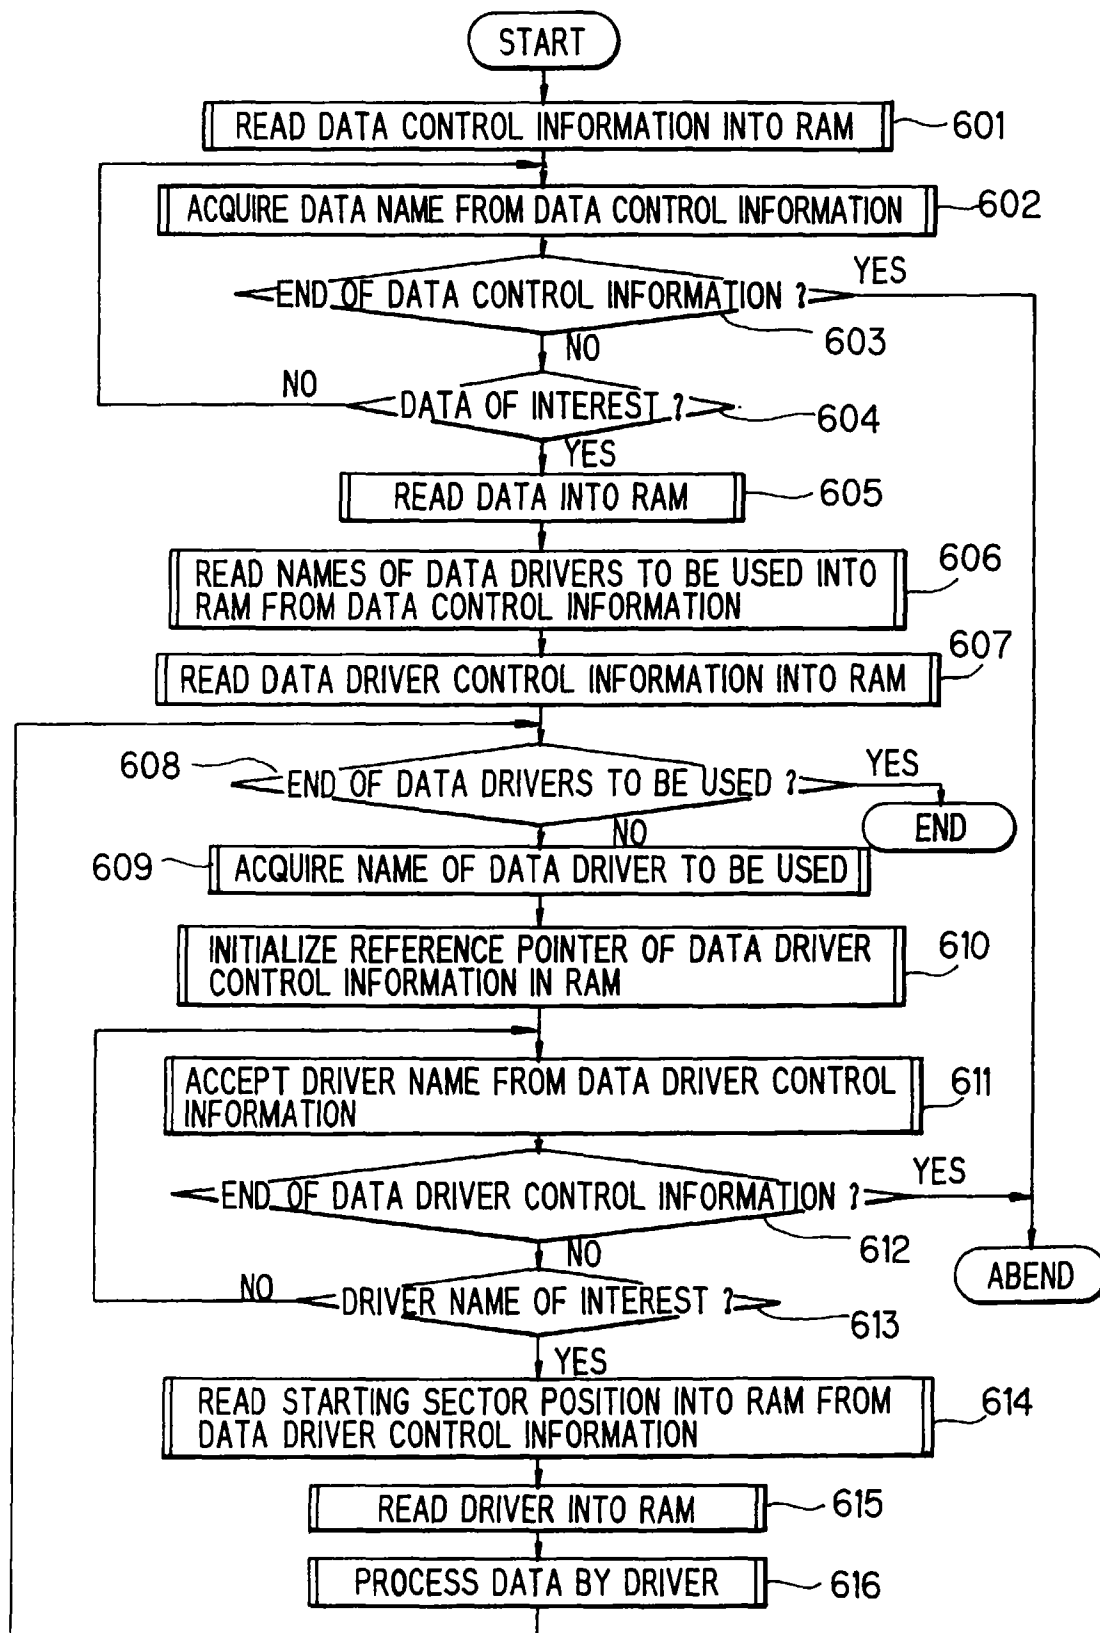 START
READ DATA CONTROL INFORMATION INTO RAM
601
ACQUIRE DATA NAME FROM DATA CONTROL INFORMATION
602
END OF DATA CONTROL INFORMATION ?
YES
603
NO
NO
DATA OF INTEREST ?
604
YES
READ DATA INTO RAM
605
READ NAMES OF DATA DRIVERS TO BE USED INTO
RAM FROM DATA CONTROL INFORMATION
606
READ DATA DRIVER CONTROL INFORMATION INTO RAM
607
608
END OF DATA DRIVERS TO BE USED ?
YES
END
NO
609
ACQUIRE NAME OF DATA DRIVER TO BE USED
INITIALIZE REFERENCE POINTER OF DATA DRIVER
CONTROL INFORMATION IN RAM
610
ACCEPT DRIVER NAME FROM DATA DRIVER CONTROL
INFORMATION
611
END OF DATA DRIVER CONTROL INFORMATION ?
YES
612
NO
ABEND
NO
DRIVER NAME OF INTEREST ?
613
YES
READ STARTING SECTOR POSITION INTO RAM FROM
DATA DRIVER CONTROL INFORMATION
614
READ DRIVER INTO RAM
615
PROCESS DATA BY DRIVER
616